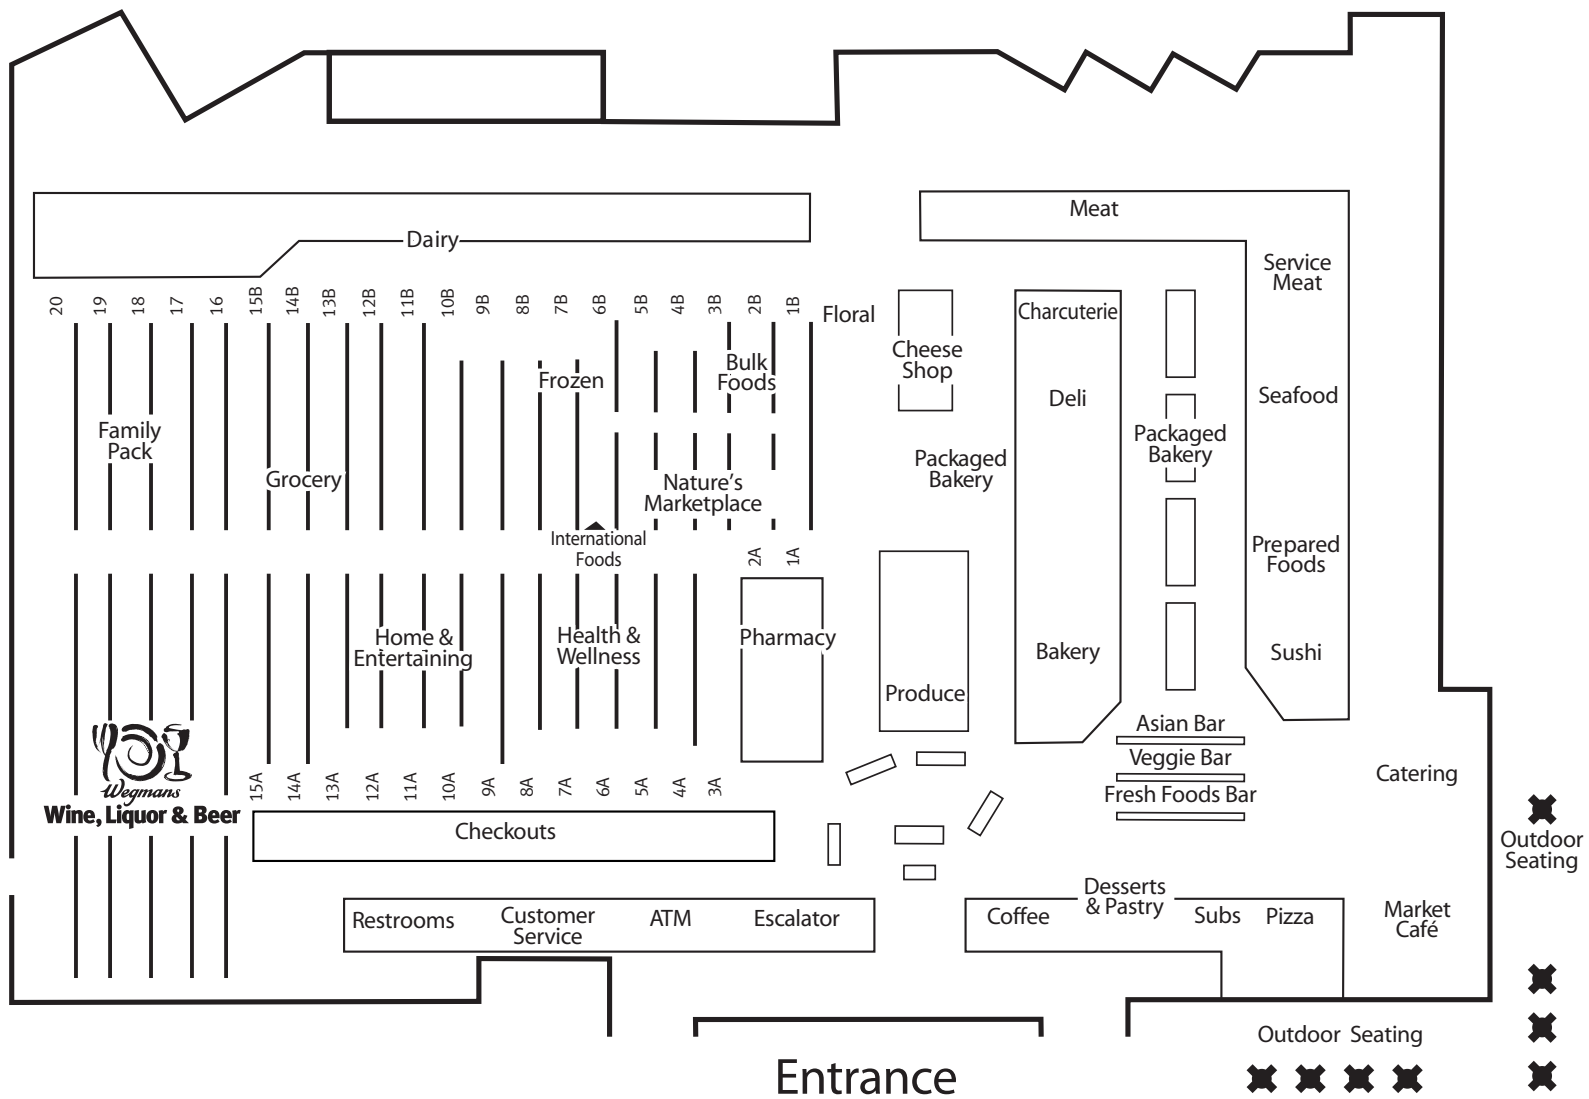 Meat
Dairy
Service
Meat
20
19
18
17
16
15B
14B
13B
12B
11B
10B
9B
8B
7B
6B
5B
4B
3B
2B
1B
Floral
Charcuterie
Cheese
Shop
Bulk
Foods
Frozen
Deli
Seafood
Family
Pack
Packaged
Bakery
Packaged
Bakery
Grocery
Nature's
Marketplace
International
Foods
2A
1A
Prepared
Foods
Home &
Entertaining
Health &
Wellness
Pharmacy
Bakery
Sushi
Produce
Asian Bar
Veggie Bar
Fresh Foods Bar
Catering
Wegmans
Wine, Liquor & Beer
15A
14A
13A
12A
11A
10A
9A
8A
7A
6A
5A
4A
3A
Checkouts
Outdoor
Seating
Restrooms
Customer
Service
ATM
Escalator
Coffee
Desserts
& Pastry
Subs
Pizza
Market
Café
Outdoor Seating
Entrance